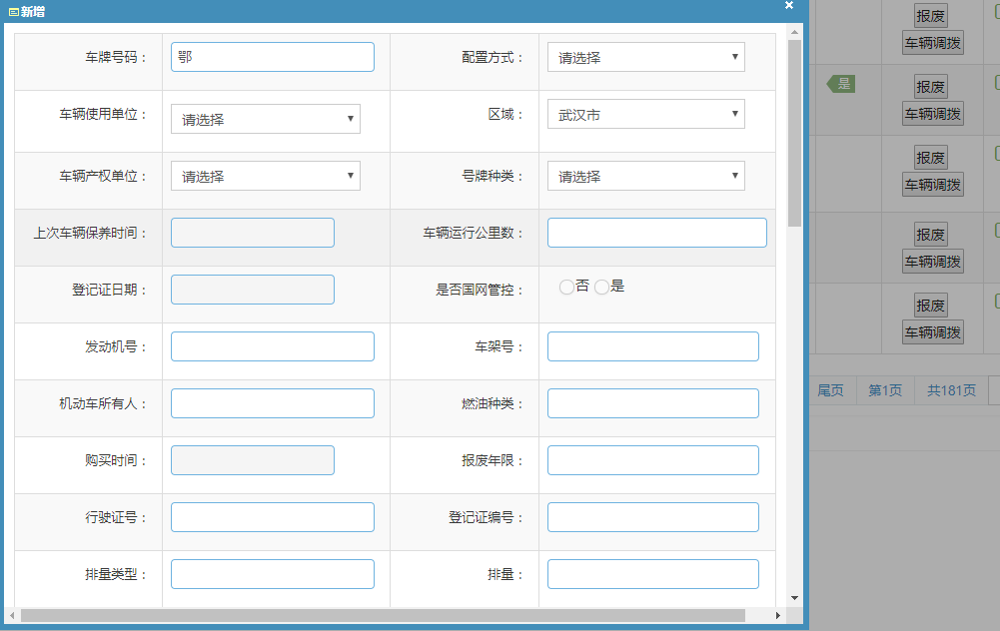 新增
车牌号码： 鄂 配置方式： 请选择
车辆使用单位： 请选择 区域： 武汉市
车辆产权单位： 请选择 号牌种类： 请选择
上次车辆保养时间： 车辆运行公里数：
登记证日期： 是否国网管控： 否 是
发动机号： 车架号：
机动车所有人： 燃油种类：
购买时间： 报废年限：
行驶证号： 登记证编号：
排量类型： 排量：
报废
车辆调拨
是 报废
车辆调拨
报废
车辆调拨
报废
车辆调拨
报废
车辆调拨
尾页 第1页 共181页